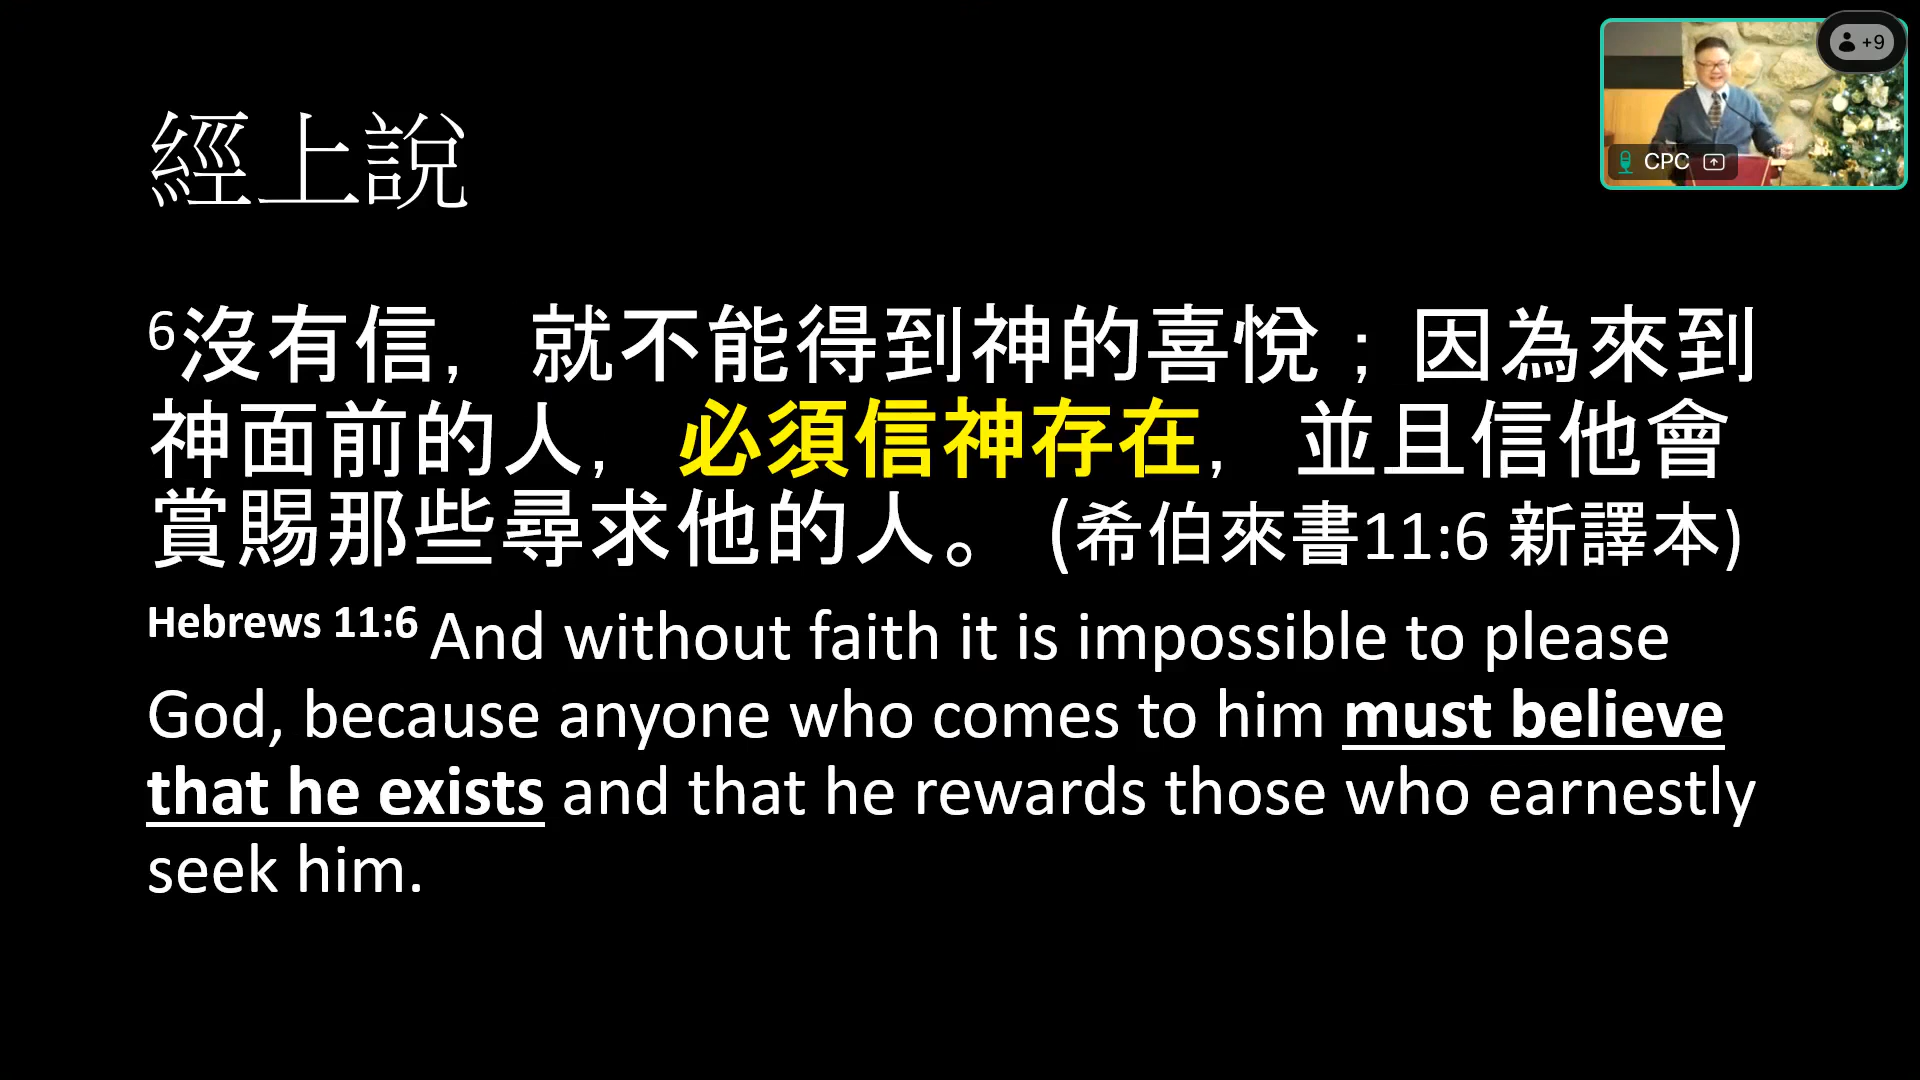 經上說
+9
CPC
6沒有信，就不能得到神的喜悅；因為來到
神面前的人，必須信神存在，並且信他會
賞賜那些尋求他的人。(希伯來書11:6 新譯本)
Hebrews 11:6 And without faith it is impossible to please
God, because anyone who comes to him must believe
that he exists and that he rewards those who earnestly
seek him.